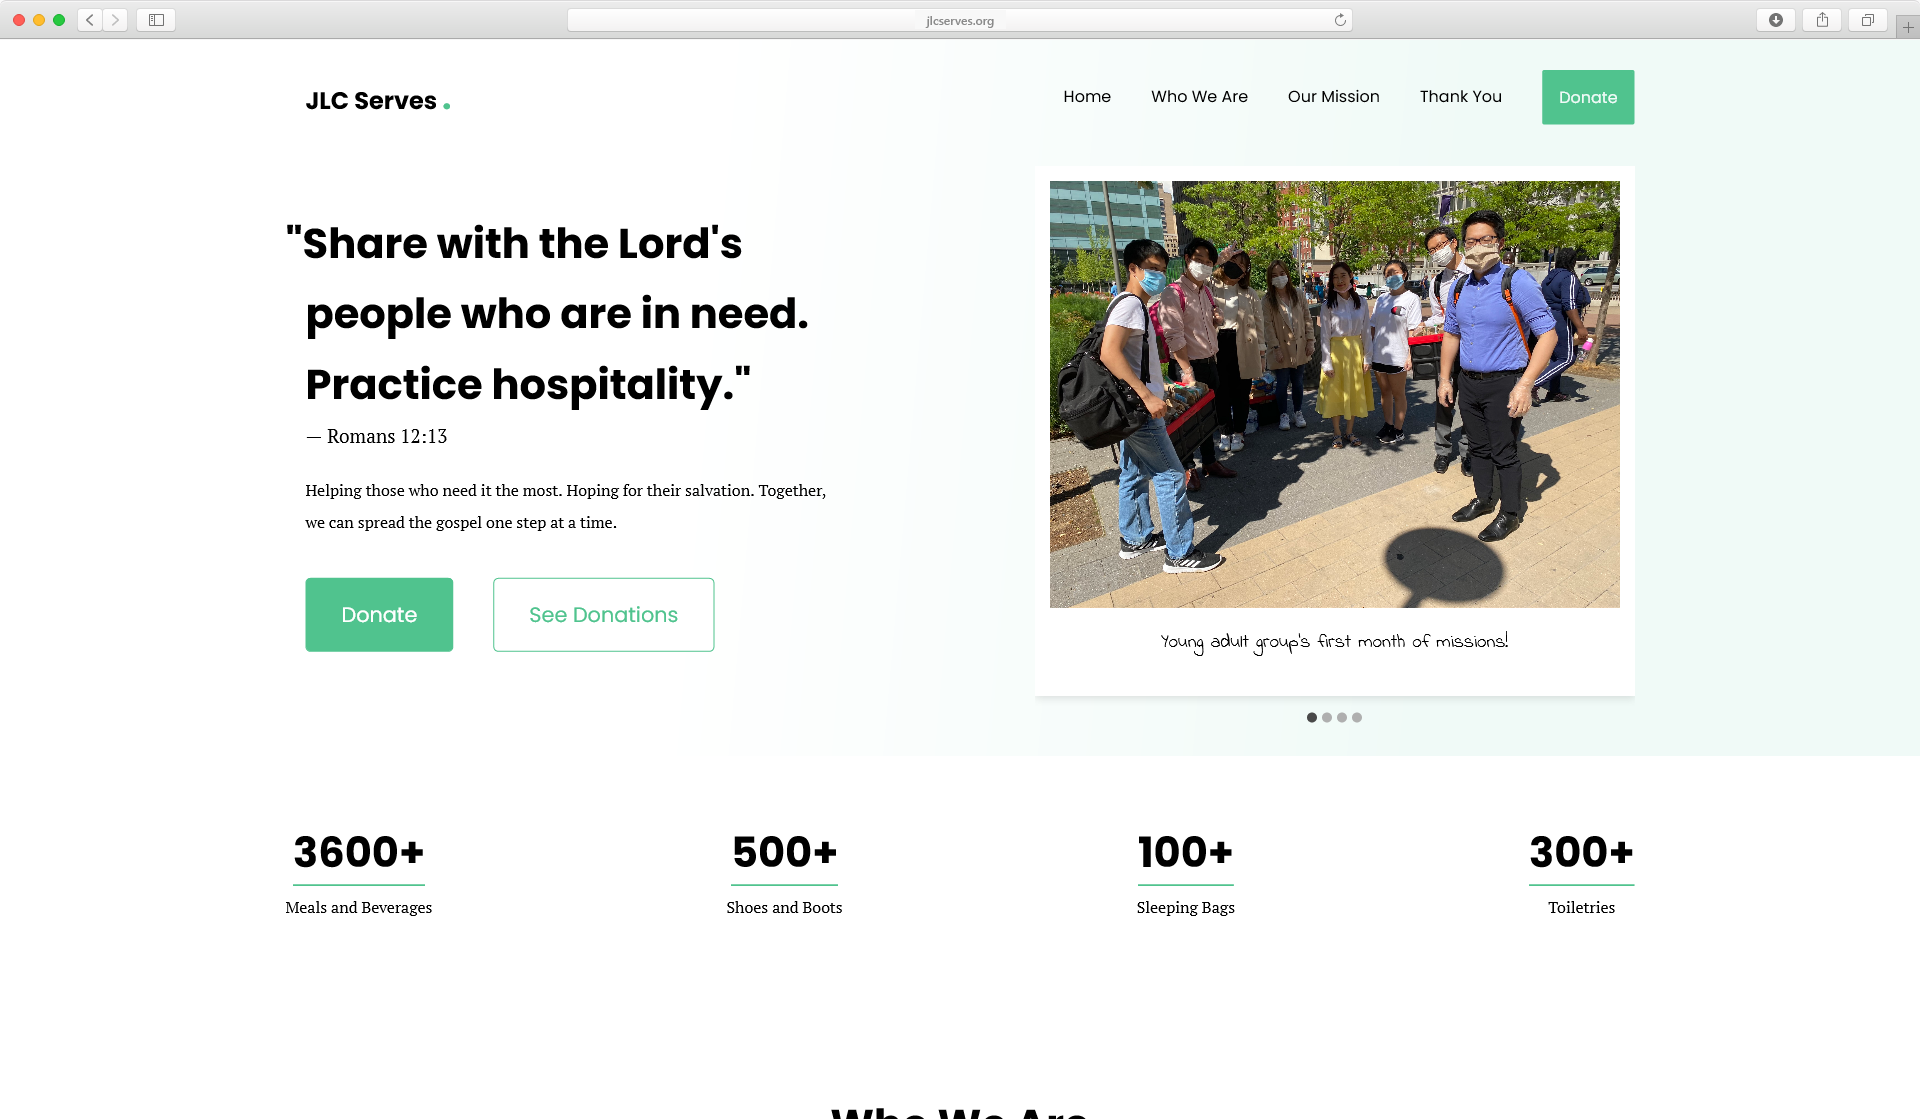 jlcserves.org
JLC Serves .
Home Who We Are Our Mission Thank You Donate
"Share with the Lord's
people who are in need.
Practice hospitality."
— Romans 12:13
Helping those who need it the most. Hoping for their salvation. Together,
we can spread the gospel one step at a time.
Donate See Donations
Young adult group's first month of missions!
3600+ 500+ 100+ 300+
Meals and Beverages Shoes and Boots Sleeping Bags Toiletries
Who We Are